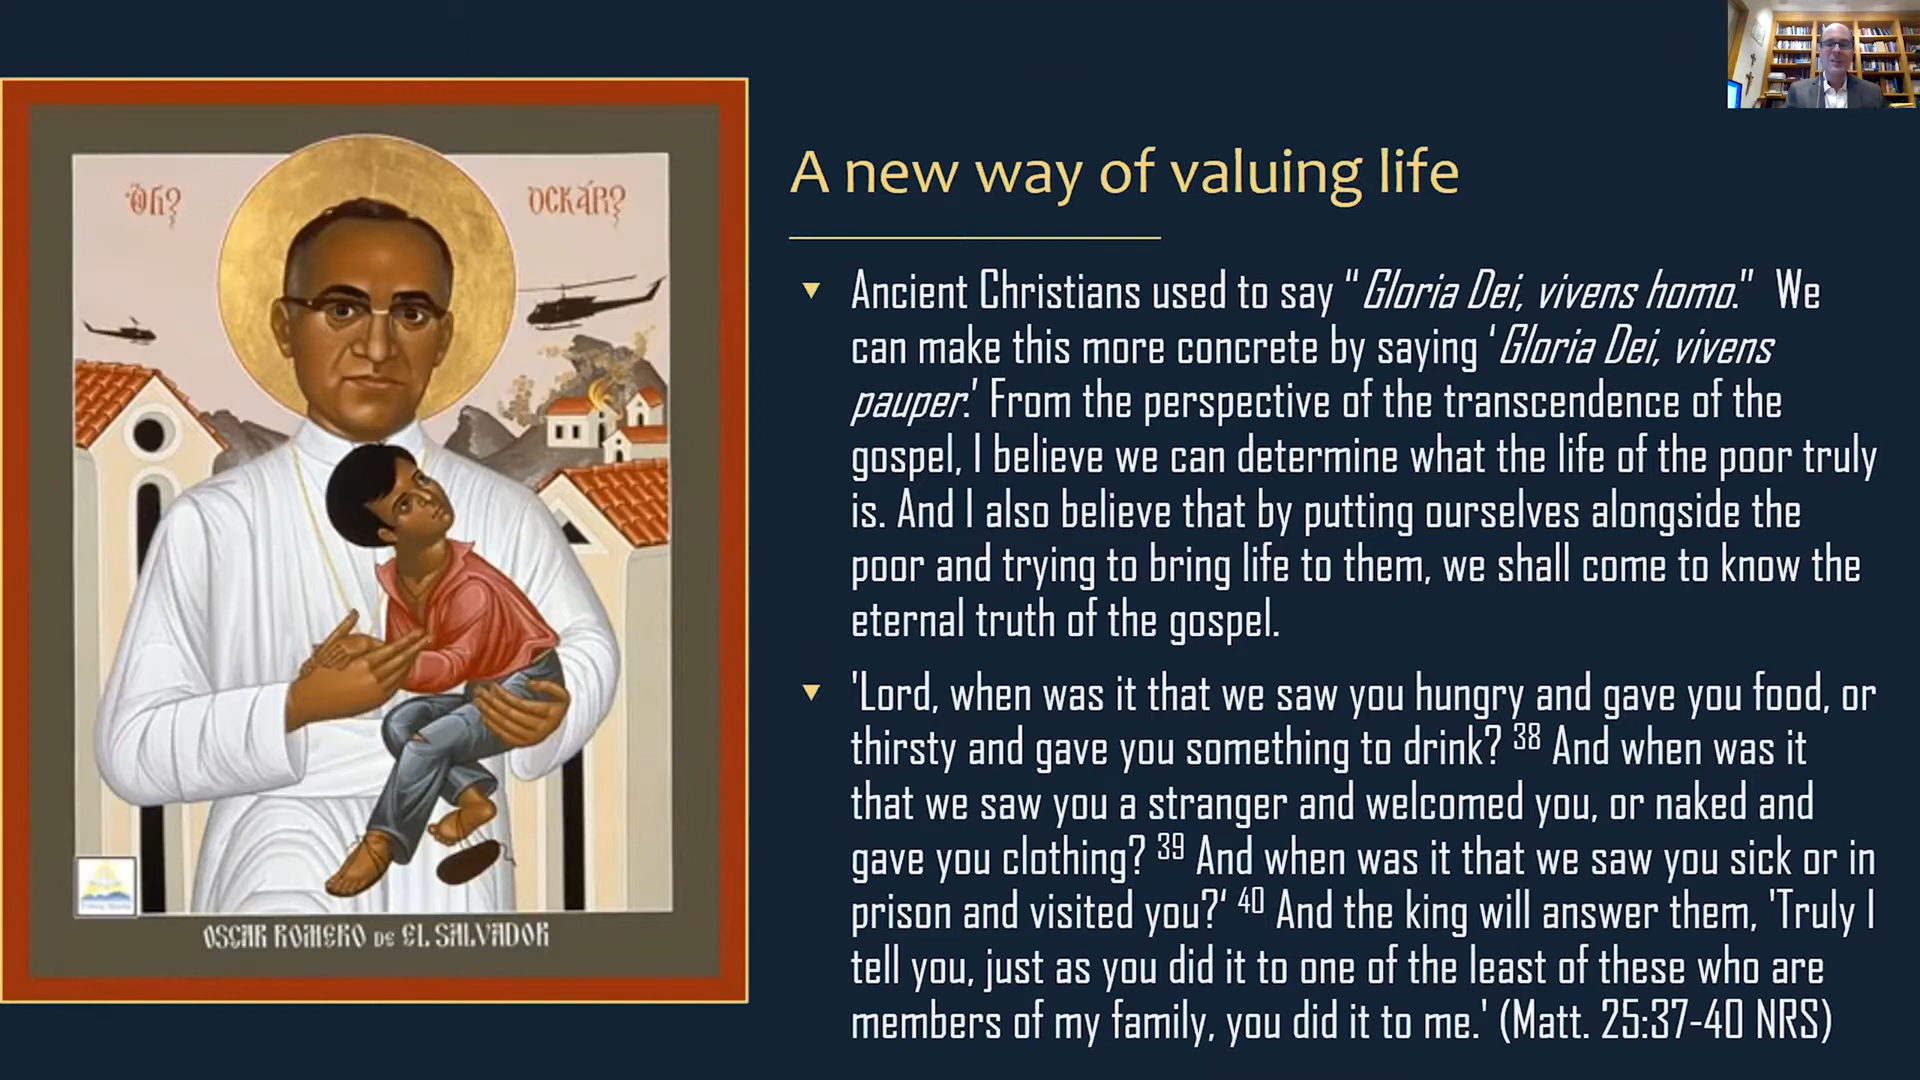 ὉἉΓ
ὈСКÁР
OSCAR ROMERO DE EL SALVADOR
A new way of valuing life
Ancient Christians used to say "Gloria Dei, vivens homo." We
can make this more concrete by saying 'Gloria Dei, vivens
pauper.' From the perspective of the transcendence of the
gospel, I believe we can determine what the life of the poor truly
is. And I also believe that by putting ourselves alongside the
poor and trying to bring life to them, we shall come to know the
eternal truth of the gospel.
'Lord, when was it that we saw you hungry and gave you food, or
thirsty and gave you something to drink? 38 And when was it
that we saw you a stranger and welcomed you, or naked and
gave you clothing? 39 And when was it that we saw you sick or in
prison and visited you?' 40 And the king will answer them, 'Truly I
tell you, just as you did it to one of the least of these who are
members of my family, you did it to me.' (Matt. 25:37-40 NRS)